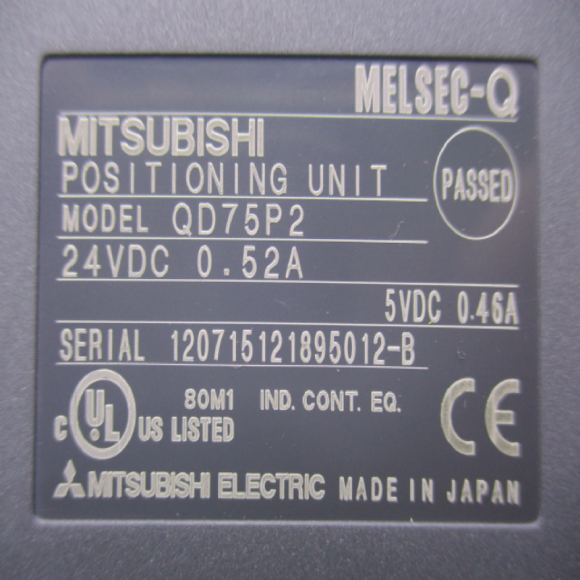 MELSEC-Q
MITSUBISHI
POSITIONING UNIT
PASSED
MODEL QD75P2
24VDC 0.52A
5VDC 0.46A
SERIAL 120715121895012-B
C UL US LISTED
80M1 IND. CONT. EQ.
CE
MITSUBISHI ELECTRIC MADE IN JAPAN